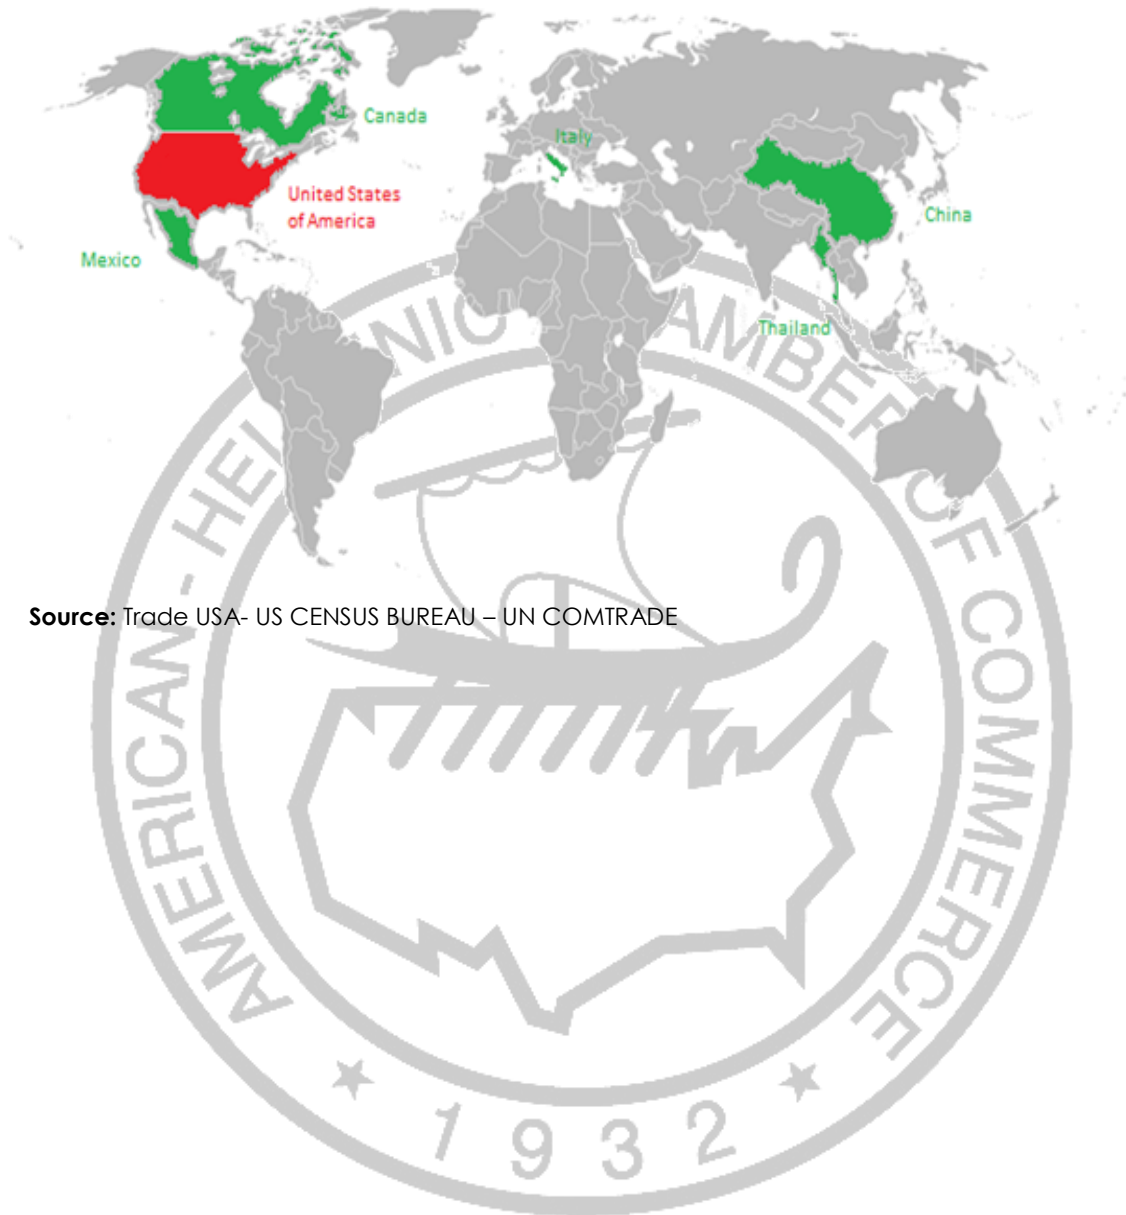 Canada
Italy
United States
of America
China
Mexico
Thailand
AMERICAN - HELLENIC CHAMBER OF COMMERCE
Source: Trade USA- US CENSUS BUREAU – UN COMTRADE
1932